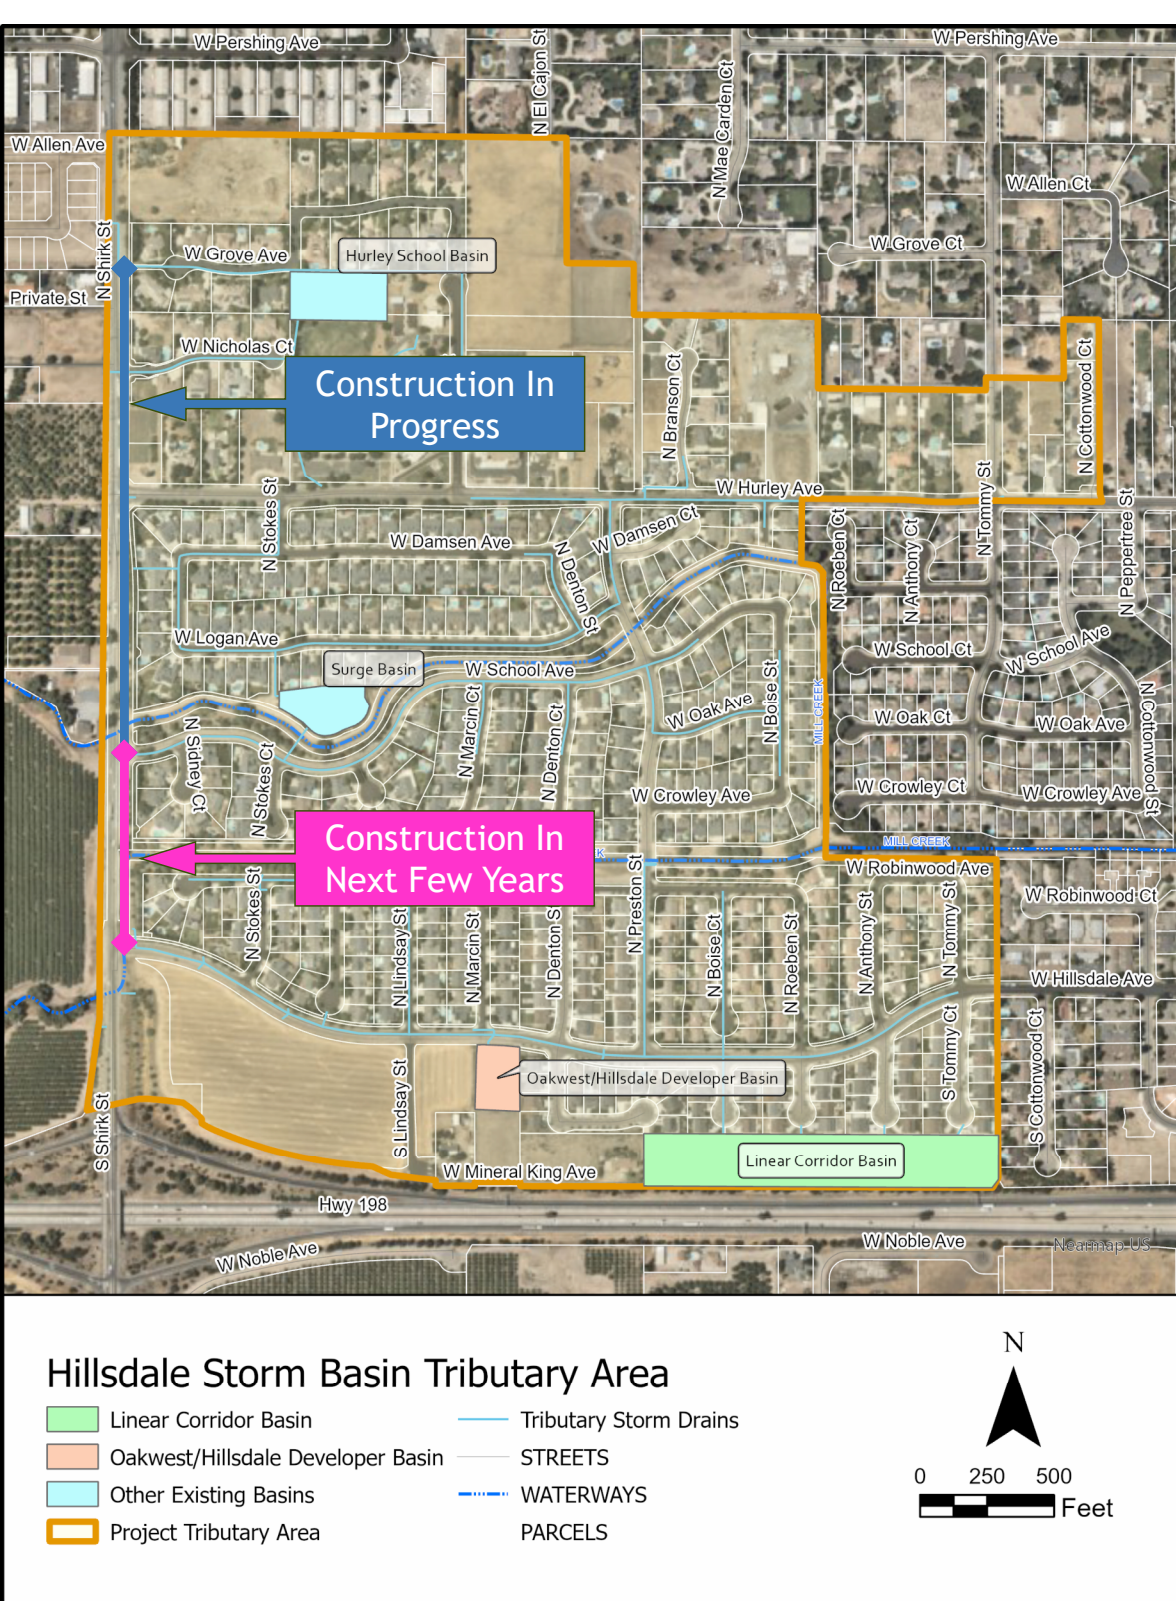 W Pershing Ave
W Pershing Ave
N El Cajon St
N Mae Carden Ct
W Allen Ave
W Allen Ct
N Shirk St
W Grove Ave
Hurley School Basin
W Grove Ct
Private St
W Nicholas Ct
Construction In
Progress
N Branson Ct
N Cottonwood Ct
W Hurley Ave
N Stokes St
N Tommy St
W Damsen Ave
W Damsen Ct
N Denton St
N Roeben Ct
N Anthony Ct
N Peppertree St
W Logan Ave
Surge Basin
W School Ave
W School Ct
W School Ave
N Sidney Ct
N Stokes Ct
N Marcin Ct
N Denton Ct
W Oak Ave
N Boise St
MILL CREEK
W Oak Ct
W Oak Ave
N Cottonwood St
W Crowley Ave
W Crowley Ct
W Crowley Ave
Construction In
Next Few Years
K
MILL CREEK
W Robinwood Ave
W Robinwood Ct
N Stokes St
N Lindsay St
N Marcin St
N Denton St
N Preston St
N Boise Ct
N Roeben St
N Anthony St
N Tommy St
W Hillsdale Ave
S Tommy Ct
S Cottonwood Ct
Oakwest/Hillsdale Developer Basin
S Shirk St
S Lindsay St
Linear Corridor Basin
W Mineral King Ave
Hwy 198
W Noble Ave
W Noble Ave
Nearmap US
Hillsdale Storm Basin Tributary Area
Linear Corridor Basin
Oakwest/Hillsdale Developer Basin
Other Existing Basins
Project Tributary Area
Tributary Storm Drains
STREETS
WATERWAYS
PARCELS
N
0 250 500
Feet